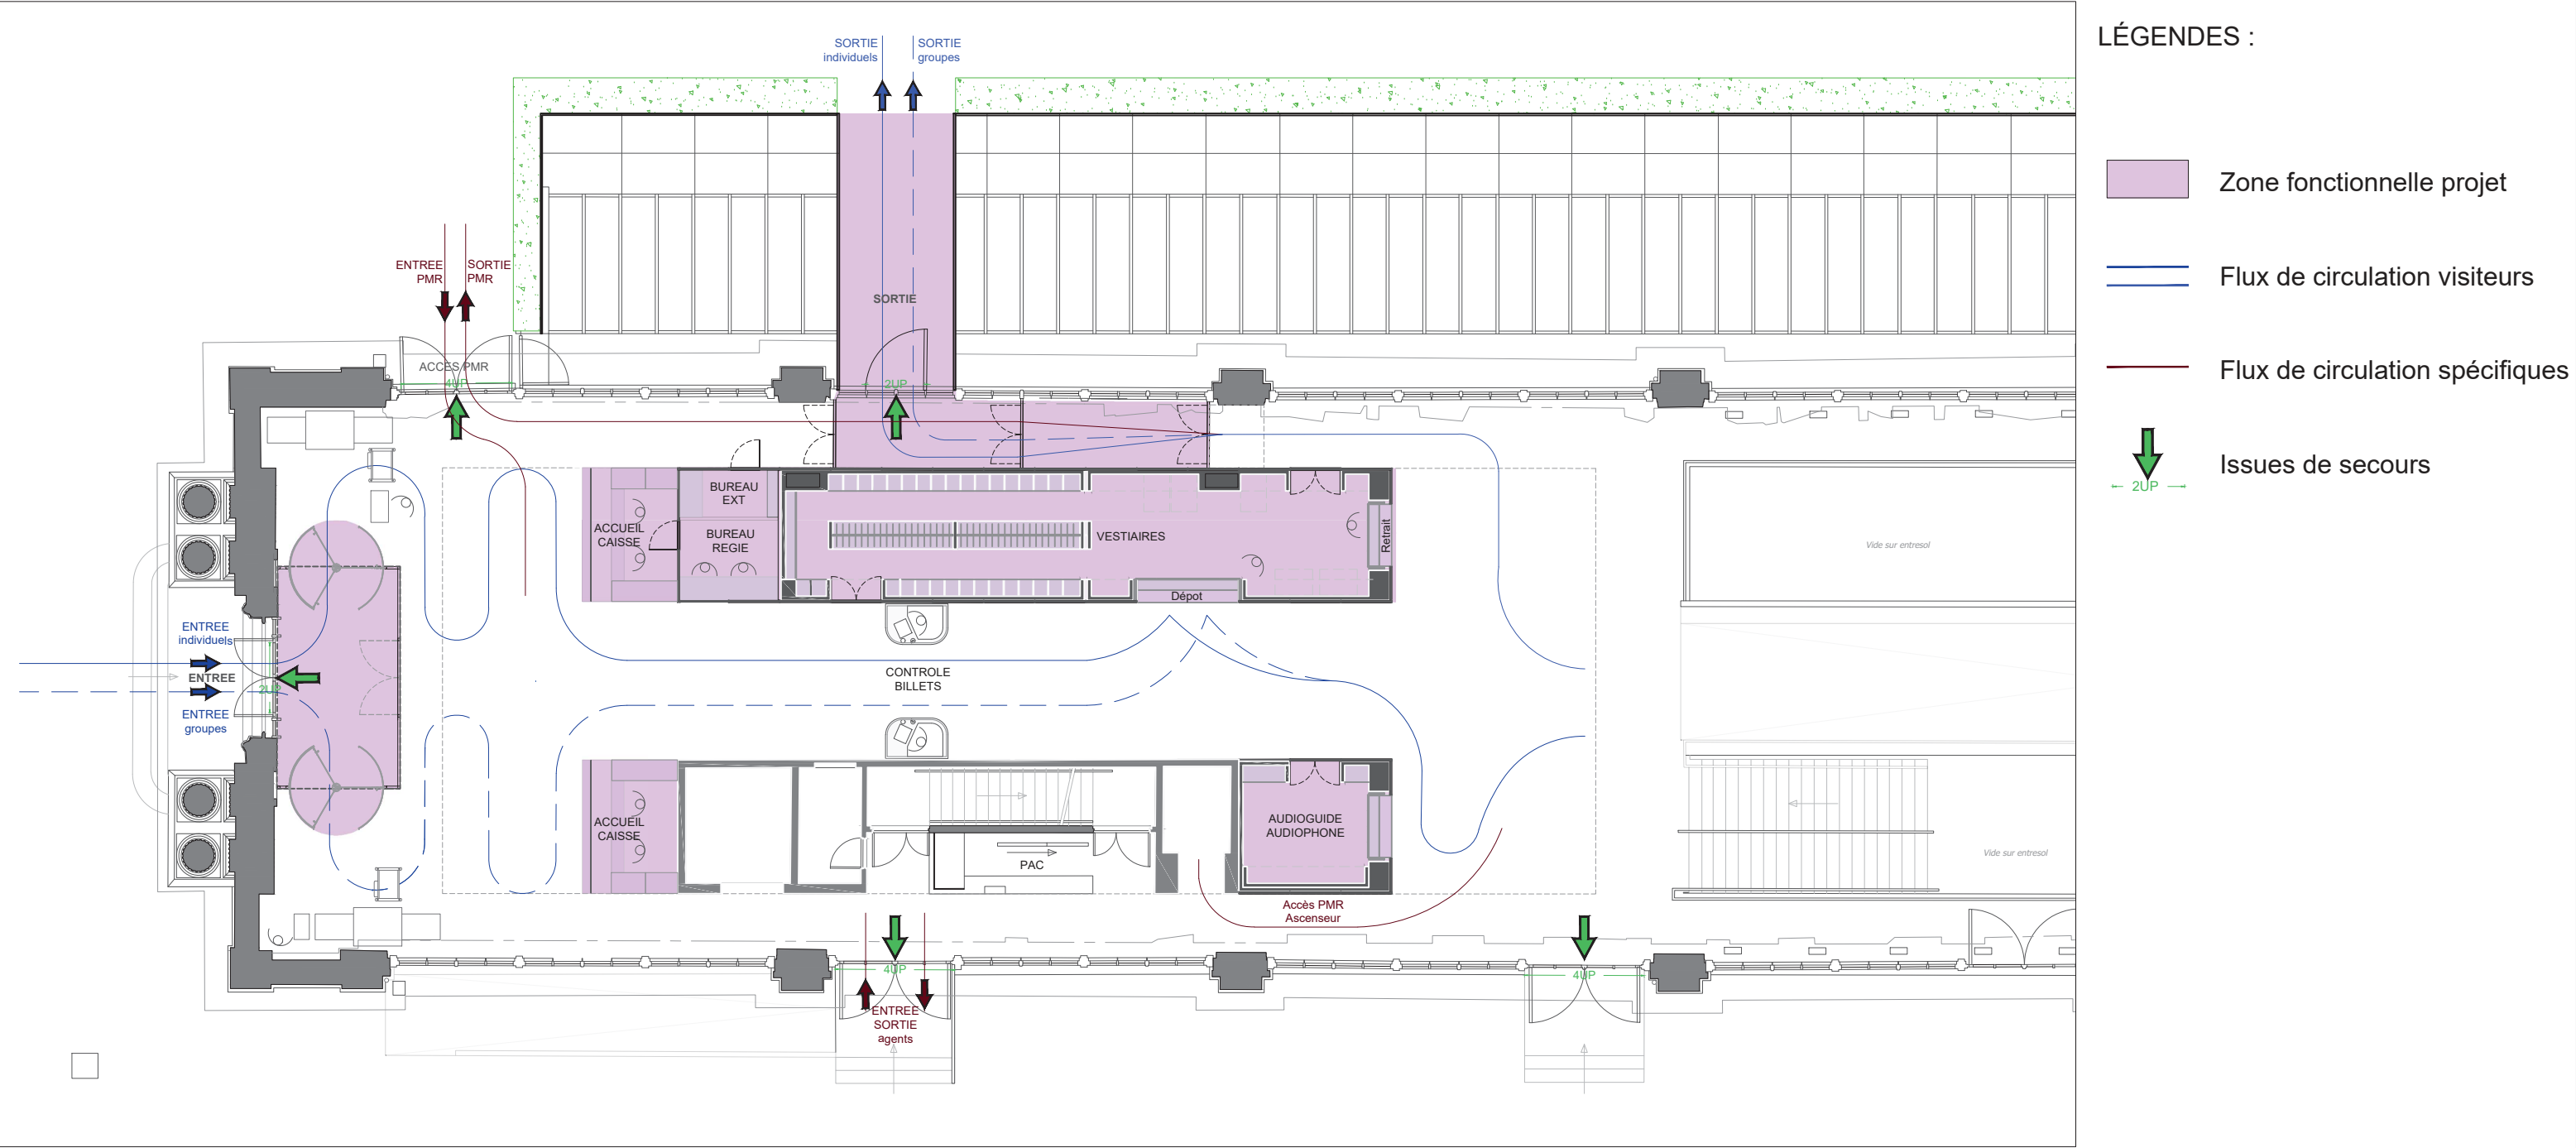 LÉGENDES :
Zone fonctionnelle projet
Flux de circulation visiteurs
Flux de circulation spécifiques
Issues de secours
2UP
SORTIE
individuels
SORTIE
groupes
ENTREE
PMR
SORTIE
PMR
SORTIE
ACCES PMR
4UP
2UP
BUREAU
EXT
ACCUEIL
CAISSE
BUREAU
REGIE
VESTIAIRES
Retrait
Dépot
Vide sur entresol
ENTREE
individuels
ENTREE
2UP
ENTREE
groupes
CONTROLE
BILLETS
ACCUEIL
CAISSE
AUDIOGUIDE
AUDIOPHONE
PAC
Vide sur entresol
Accès PMR
Ascenseur
4UP
4UP
ENTREE
SORTIE
agents